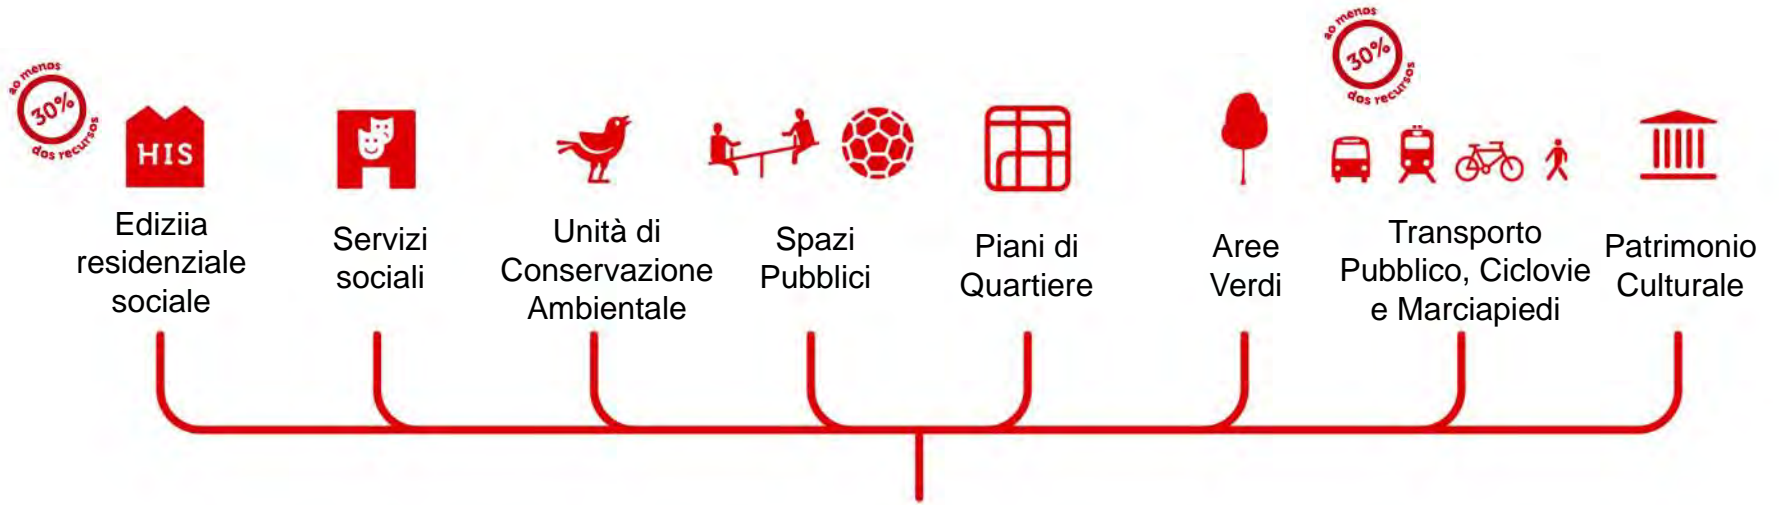 ao menos
30%
dos recursos
HIS
Ediziia
residenziale
sociale
Servizi
sociali
Unità di
Conservazione
Ambientale
Spazi
Pubblici
Piani di
Quartiere
Aree
Verdi
ao menos
30%
dos recursos
Transporto
Pubblico, Ciclovie
e Marciapiedi
Patrimonio
Culturale